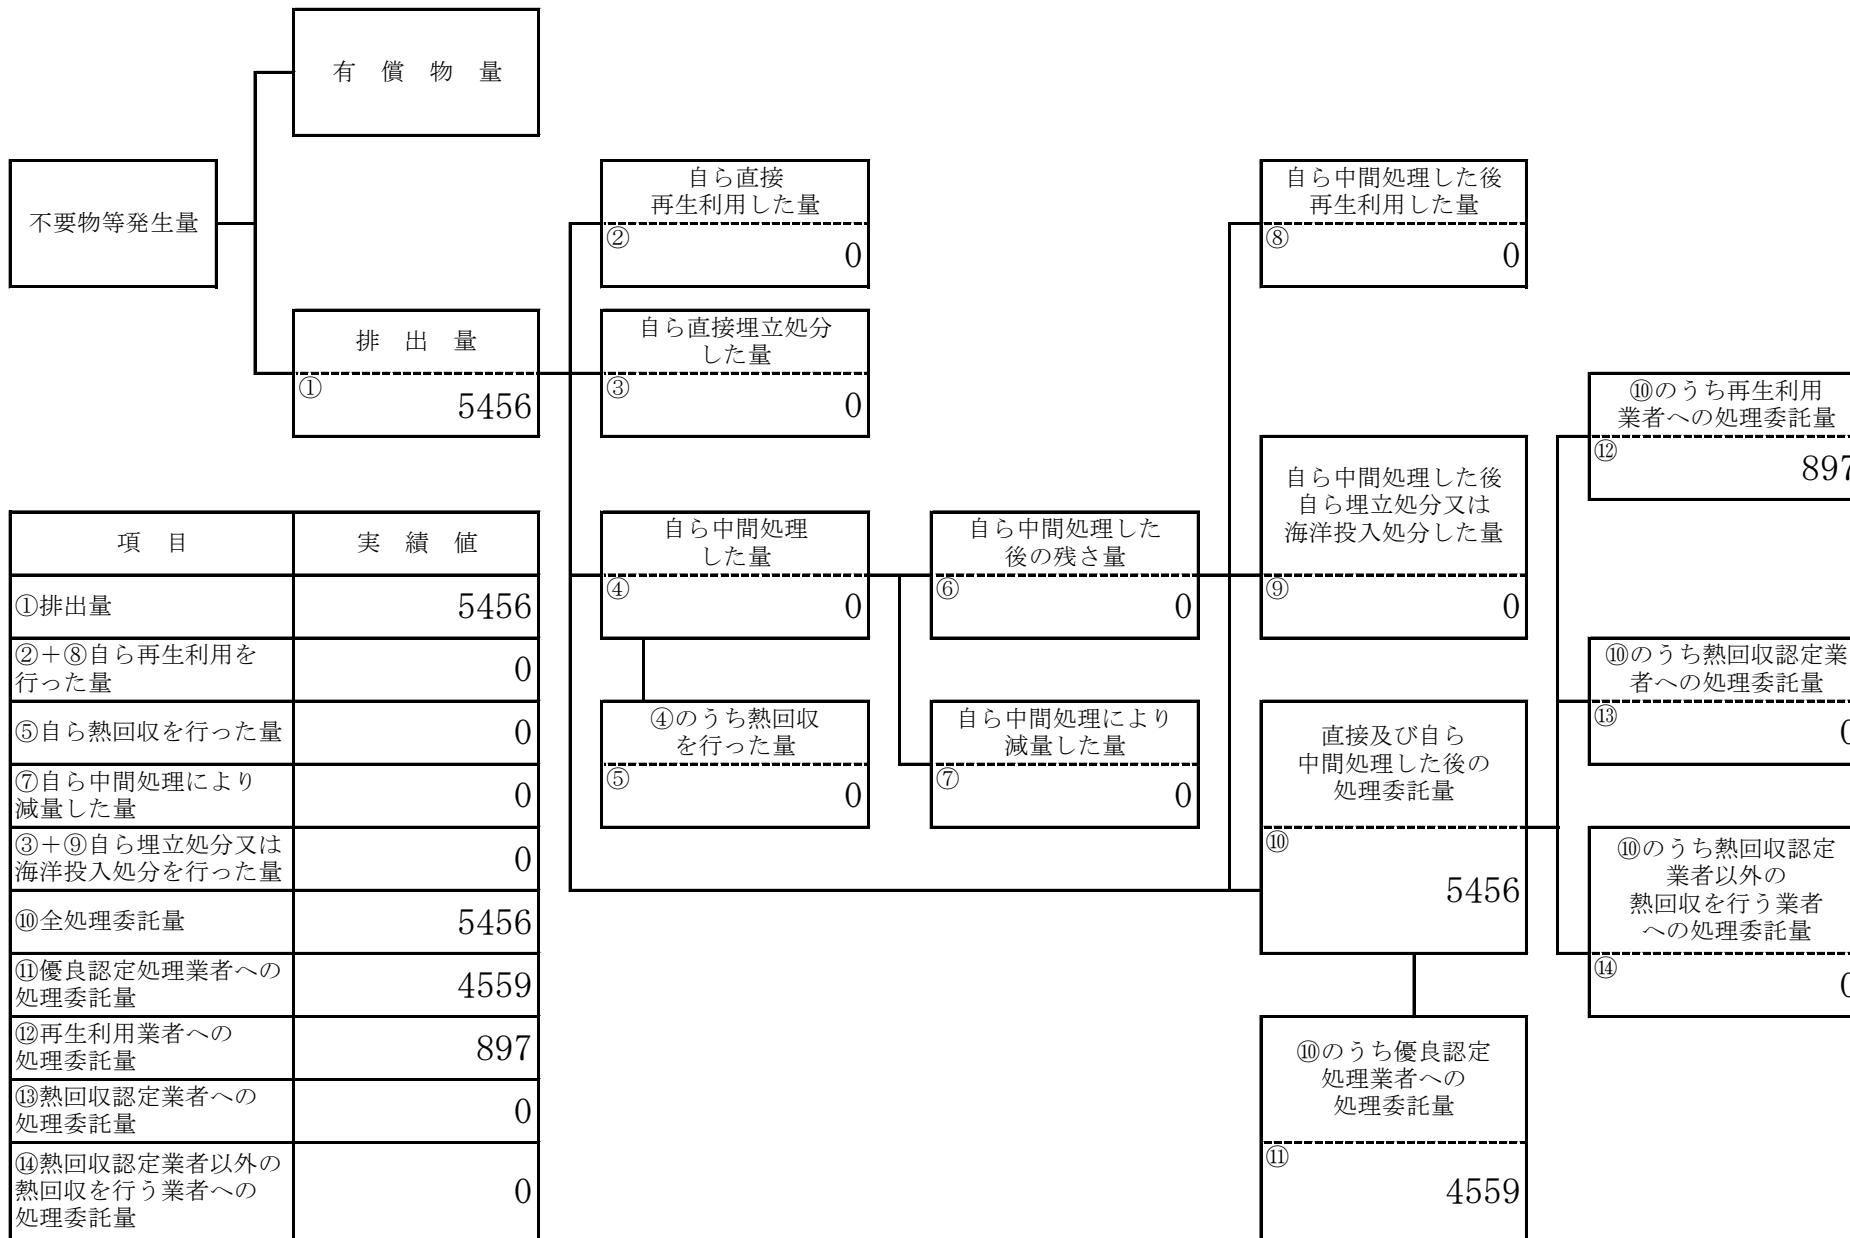 有 償 物 量
不要物等発生量
排 出 量
①
5456
自ら直接
再生利用した量
②
0
自ら直接埋立処分
した量
③
0
自ら中間処理
した量
④
0
④のうち熱回収
を行った量
⑤
0
自ら中間処理した
後の残さ量
⑥
0
自ら中間処理により
減量した量
⑦
0
自ら中間処理した後
再生利用した量
⑧
0
自ら中間処理した後
自ら埋立処分又は
海洋投入処分した量
⑨
0
直接及び自ら
中間処理した後の
処理委託量
⑩
5456
⑩のうち優良認定
処理業者への
処理委託量
⑪
4559
⑩のうち再生利用
業者への処理委託量
⑫
897
⑩のうち熱回収認定業
者への処理委託量
⑬
0
⑩のうち熱回収認定
業者以外の
熱回収を行う業者
への処理委託量
⑭
0
項 目
実 績 値
①排出量
5456
②+⑧自ら再生利用を
行った量
0
⑤自ら熱回収を行った量
0
⑦自ら中間処理により
減量した量
0
③+⑨自ら埋立処分又は
海洋投入処分を行った量
0
⑩全処理委託量
5456
⑪優良認定処理業者への
処理委託量
4559
⑫再生利用業者への
処理委託量
897
⑬熱回収認定業者への
処理委託量
0
⑭熱回収認定業者以外の
熱回収を行う業者への
処理委託量
0